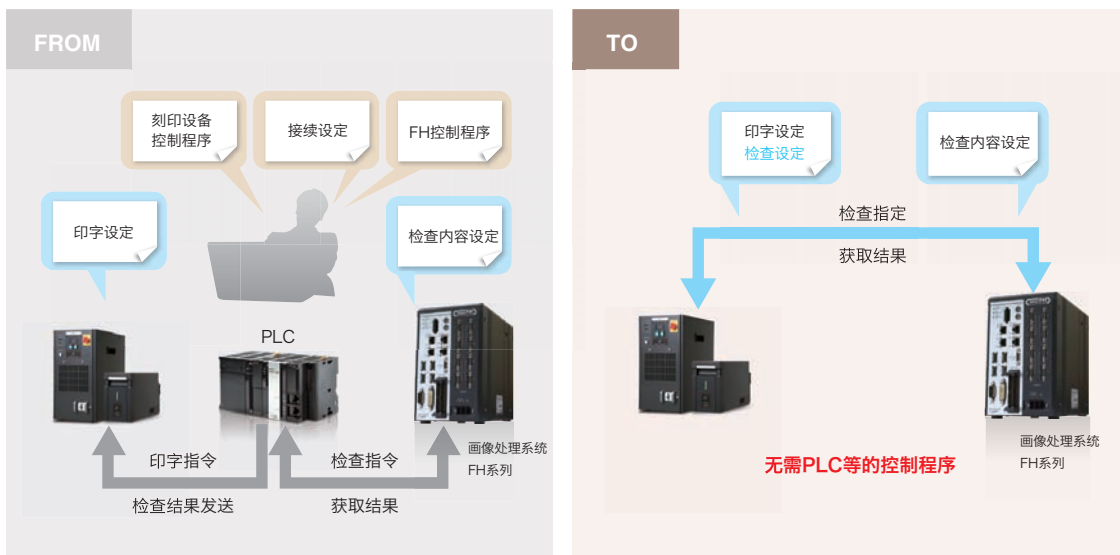 FROM
刻印设备
控制程序
接续设定
FH控制程序
印字设定
检查内容设定
PLC
印字指令
检查结果发送
检查指令
获取结果
画像处理系统
FH系列
TO
印字设定
检查设定
检查内容设定
检查指定
获取结果
无需PLC等的控制程序
画像处理系统
FH系列